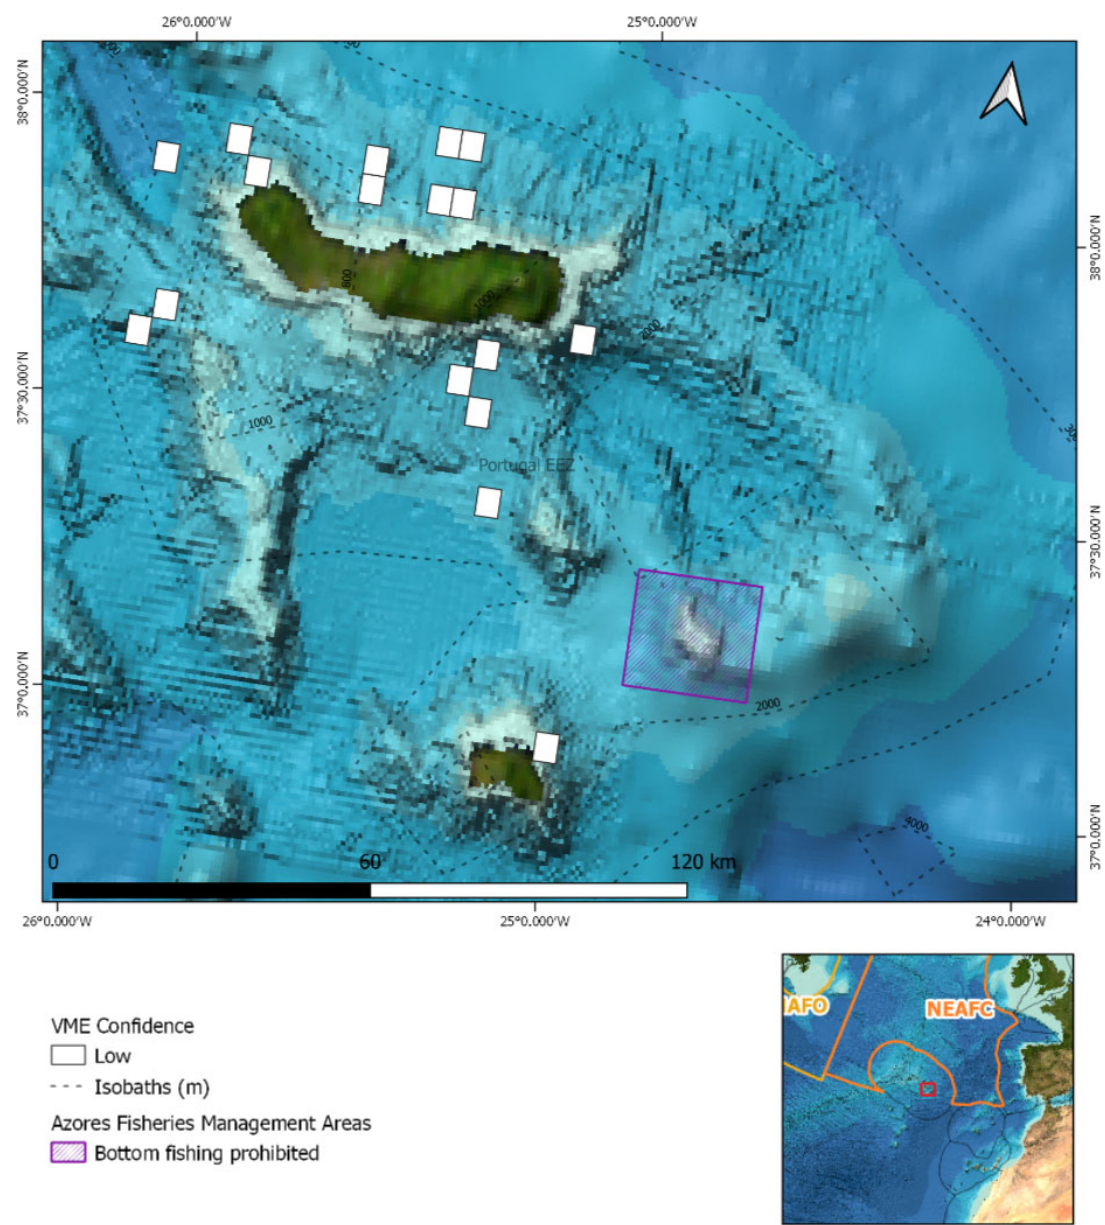 26°0.000'W 25°0.000'W
38°0.000'N
38°0.000'N
800
1000
2000
37°30.000'N
1000
Portugal EEZ
37°30.000'N
37°0.000'N
2000
4000
37°0.000'N
0 60 120 km
26°0.000'W 25°0.000'W 24°0.000'W
NEAFC
VME Confidence
Low
Isobaths (m)
Azores Fisheries Management Areas
Bottom fishing prohibited